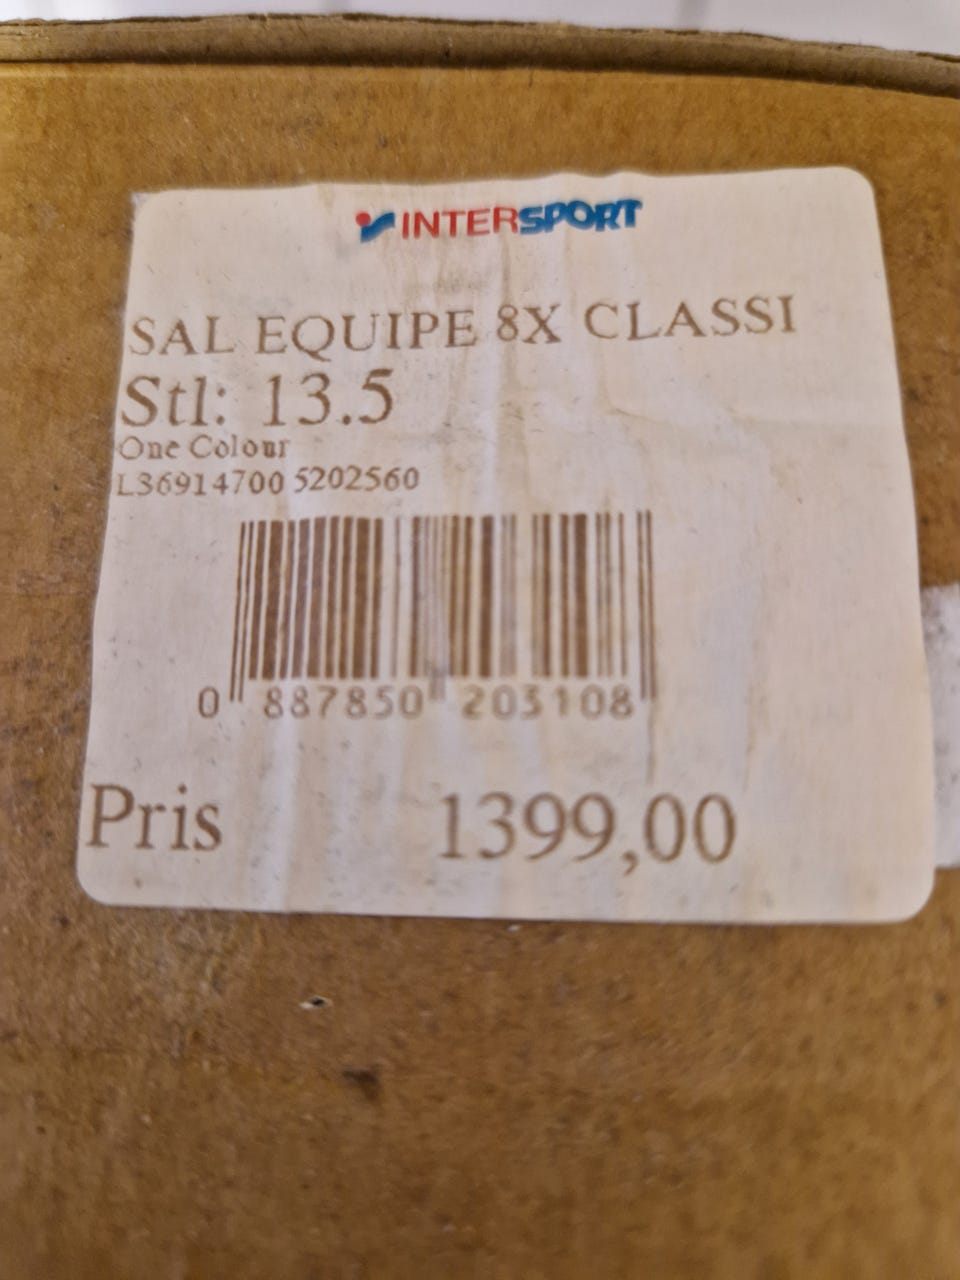 INTERSPORT
SAL EQUIPE 8X CLASSI
Stl: 13.5
One Colour
L36914700 5202560
0 887850 203108
Pris 1399,00